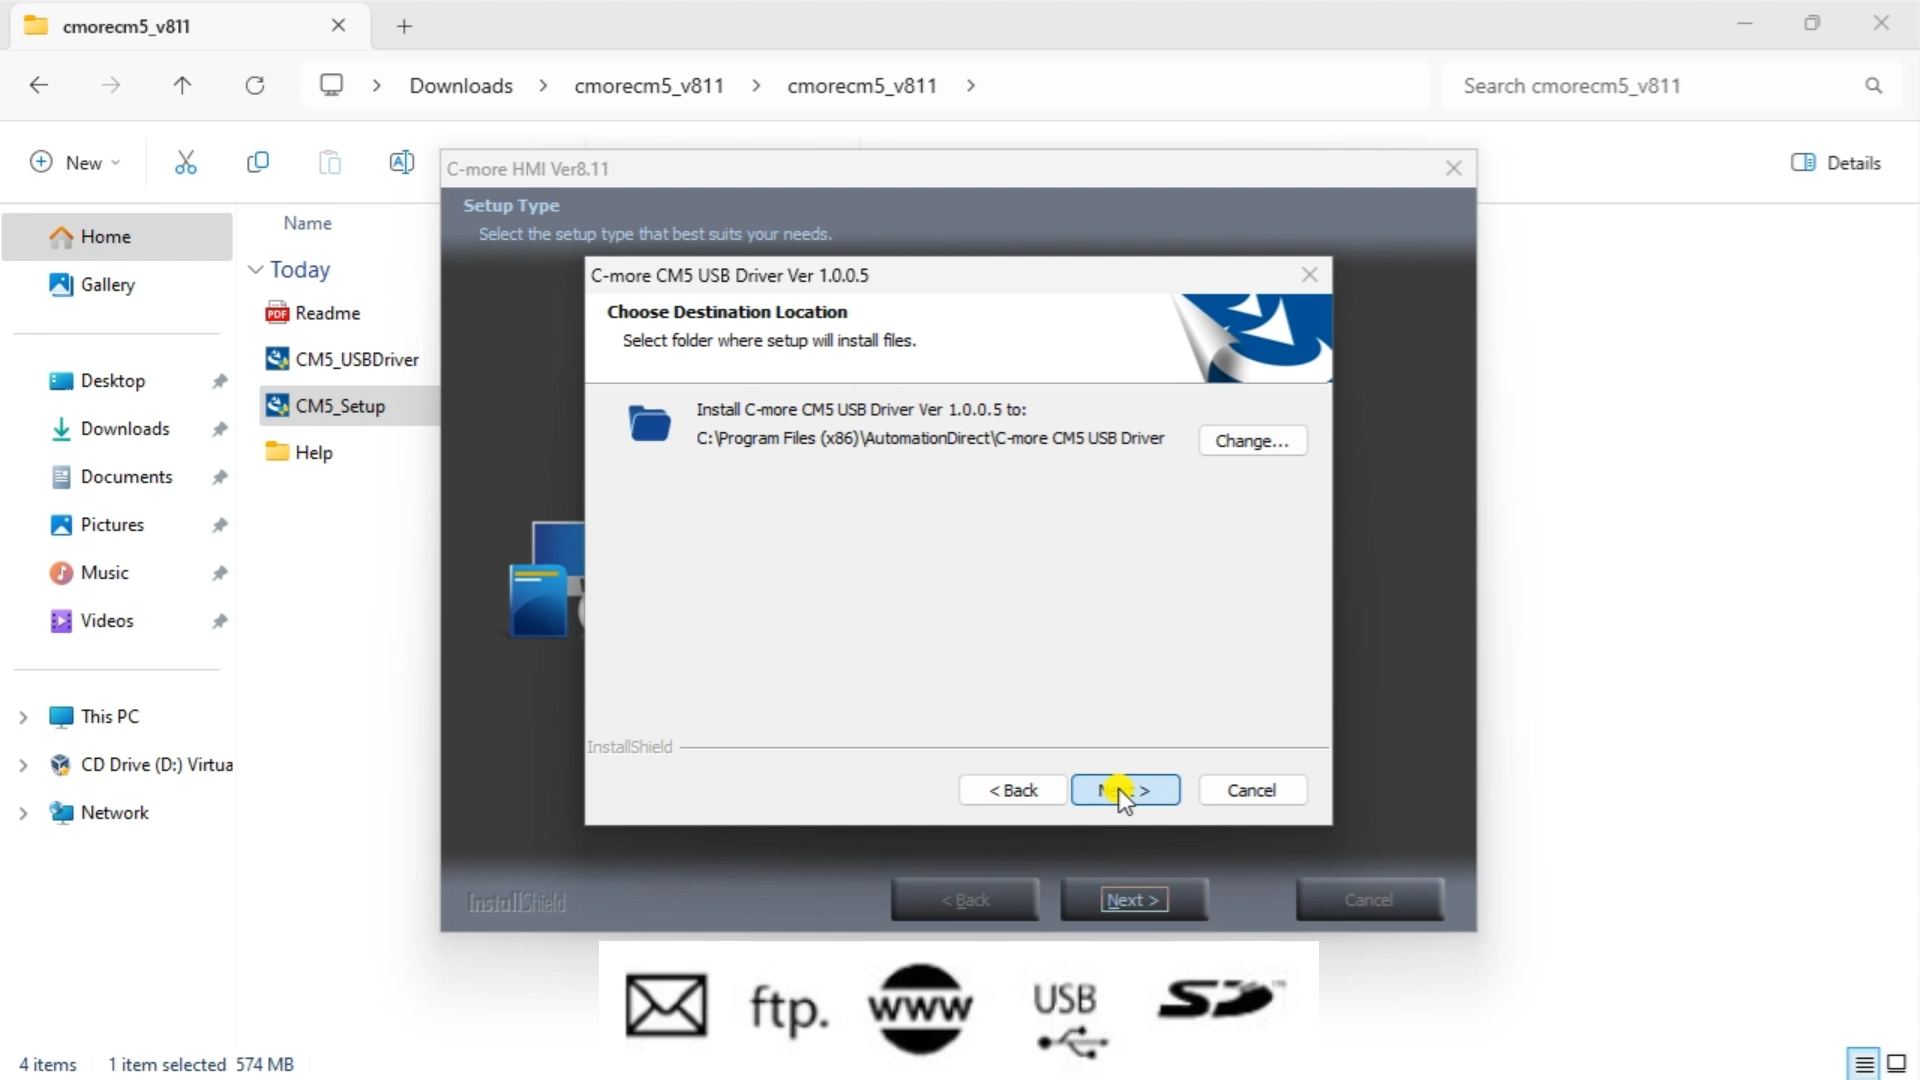 cmorecm5_v811
Downloads > cmorecm5_v811 > cmorecm5_v811 >
Search cmorecm5_v811
New
Details
Home
Gallery
Desktop
Downloads
Documents
Pictures
Music
Videos
This PC
CD Drive (D:) Virtua
Network
Name
Today
PDF
Readme
CM5_USBDriver
CM5_Setup
Help
C-more HMI Ver8.11
Setup Type
Select the setup type that best suits your needs.
C-more CM5 USB Driver Ver 1.0.0.5
Choose Destination Location
Select folder where setup will install files.
Install C-more CM5 USB Driver Ver 1.0.0.5 to:
C:\Program Files (x86)\AutomationDirect\C-more CM5 USB Driver
Change...
InstallShield
< Back
>
Cancel
InstallShield
< Back
Next >
Cancel
ftp.
WWW
USB
SD
4 items 1 item selected 574 MB